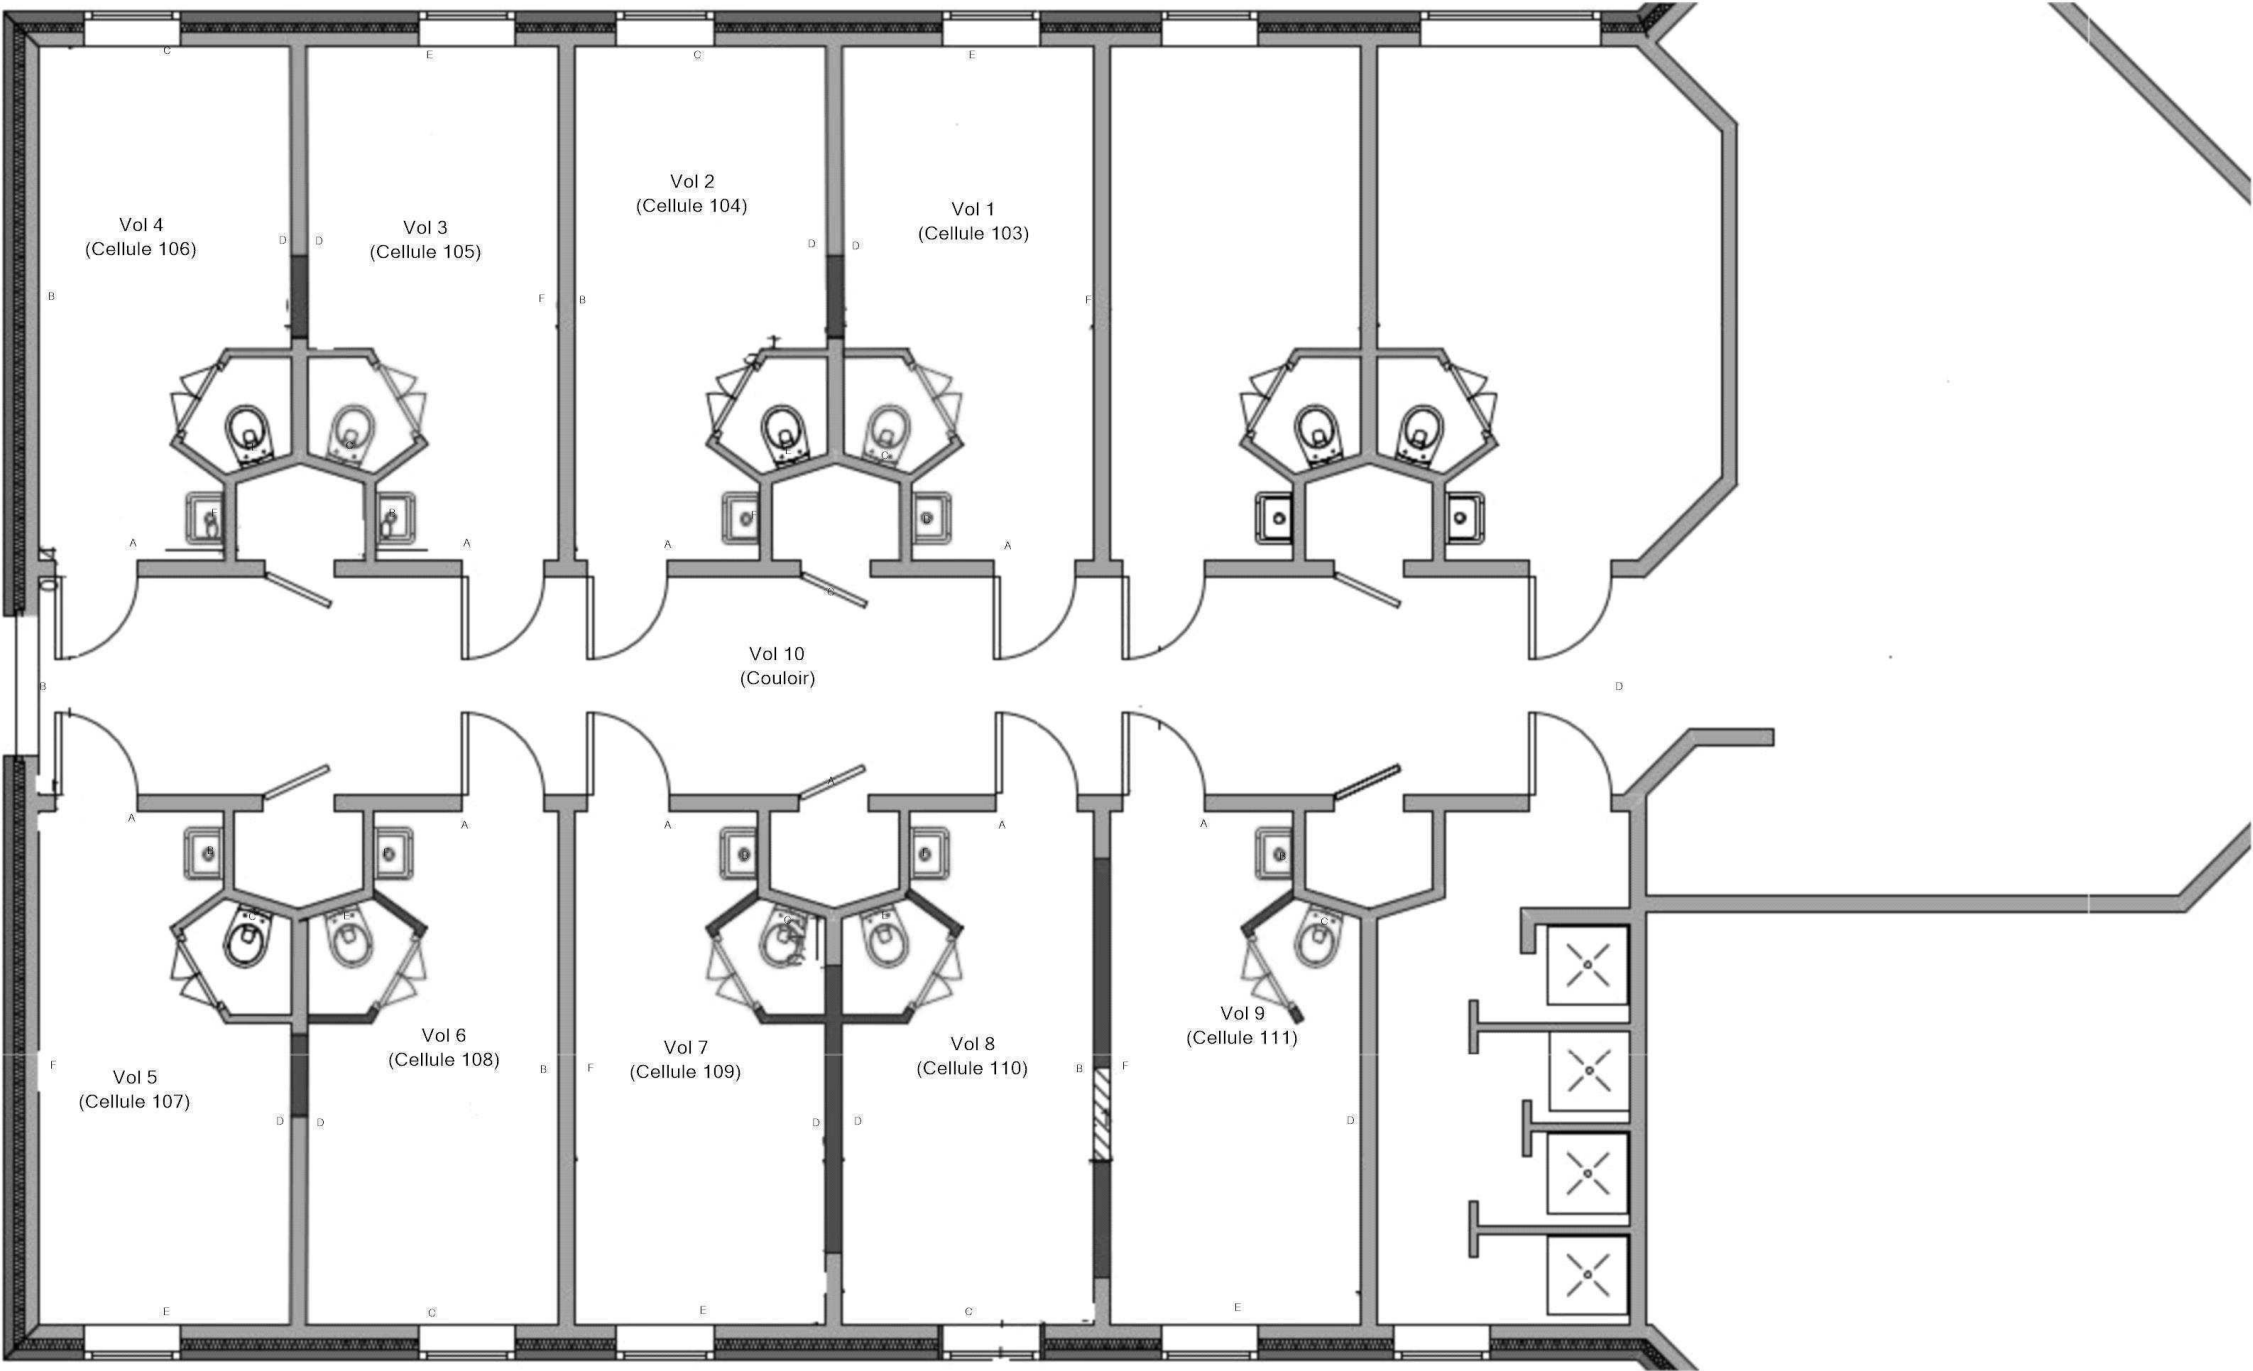 C
E
C
E
Vol 2
(Cellule 104)
Vol 1
(Cellule 103)
Vol 4
(Cellule 106)
Vol 3
(Cellule 105)
D
D
D
D
B
F
B
F
E
C
F
B
F
D
A
A
A
A
C
Vol 10
(Couloir)
B
D
A
A
A
A
A
A
B
C
E
C
E
C
Vol 9
(Cellule 111)
Vol 6
(Cellule 108)
Vol 7
(Cellule 109)
Vol 8
(Cellule 110)
Vol 5
(Cellule 107)
F
B
F
B
F
D
D
D
D
D
E
C
E
C
E